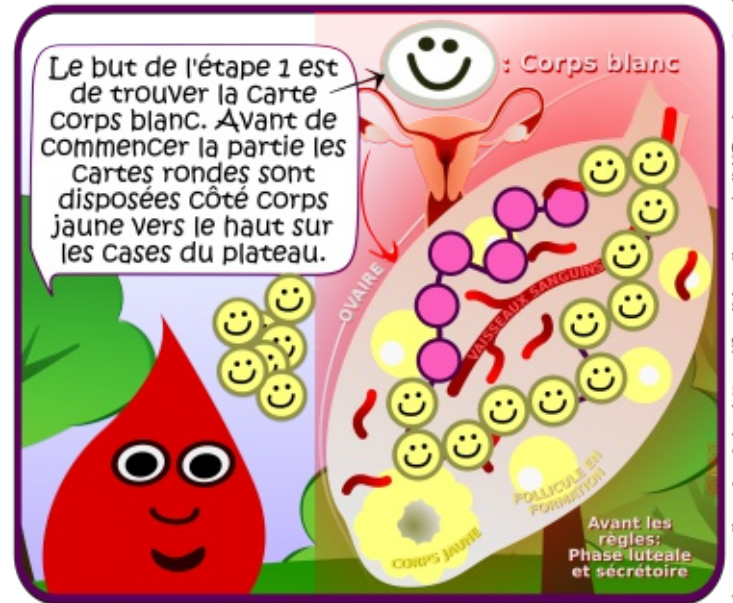 Le but de l'étape 1 est
de trouver la carte
corps blanc. Avant de
commencer la partie les
cartes rondes sont
disposées côté corps
jaune vers le haut sur
les cases du plateau.
: Corps blanc
OVAIRE
VAISSEAUX SANGUINS
FOLLICULE EN
FORMATION
CORPS JAUNE
Avant les
règles:
Phase luteale
et sécrétoire